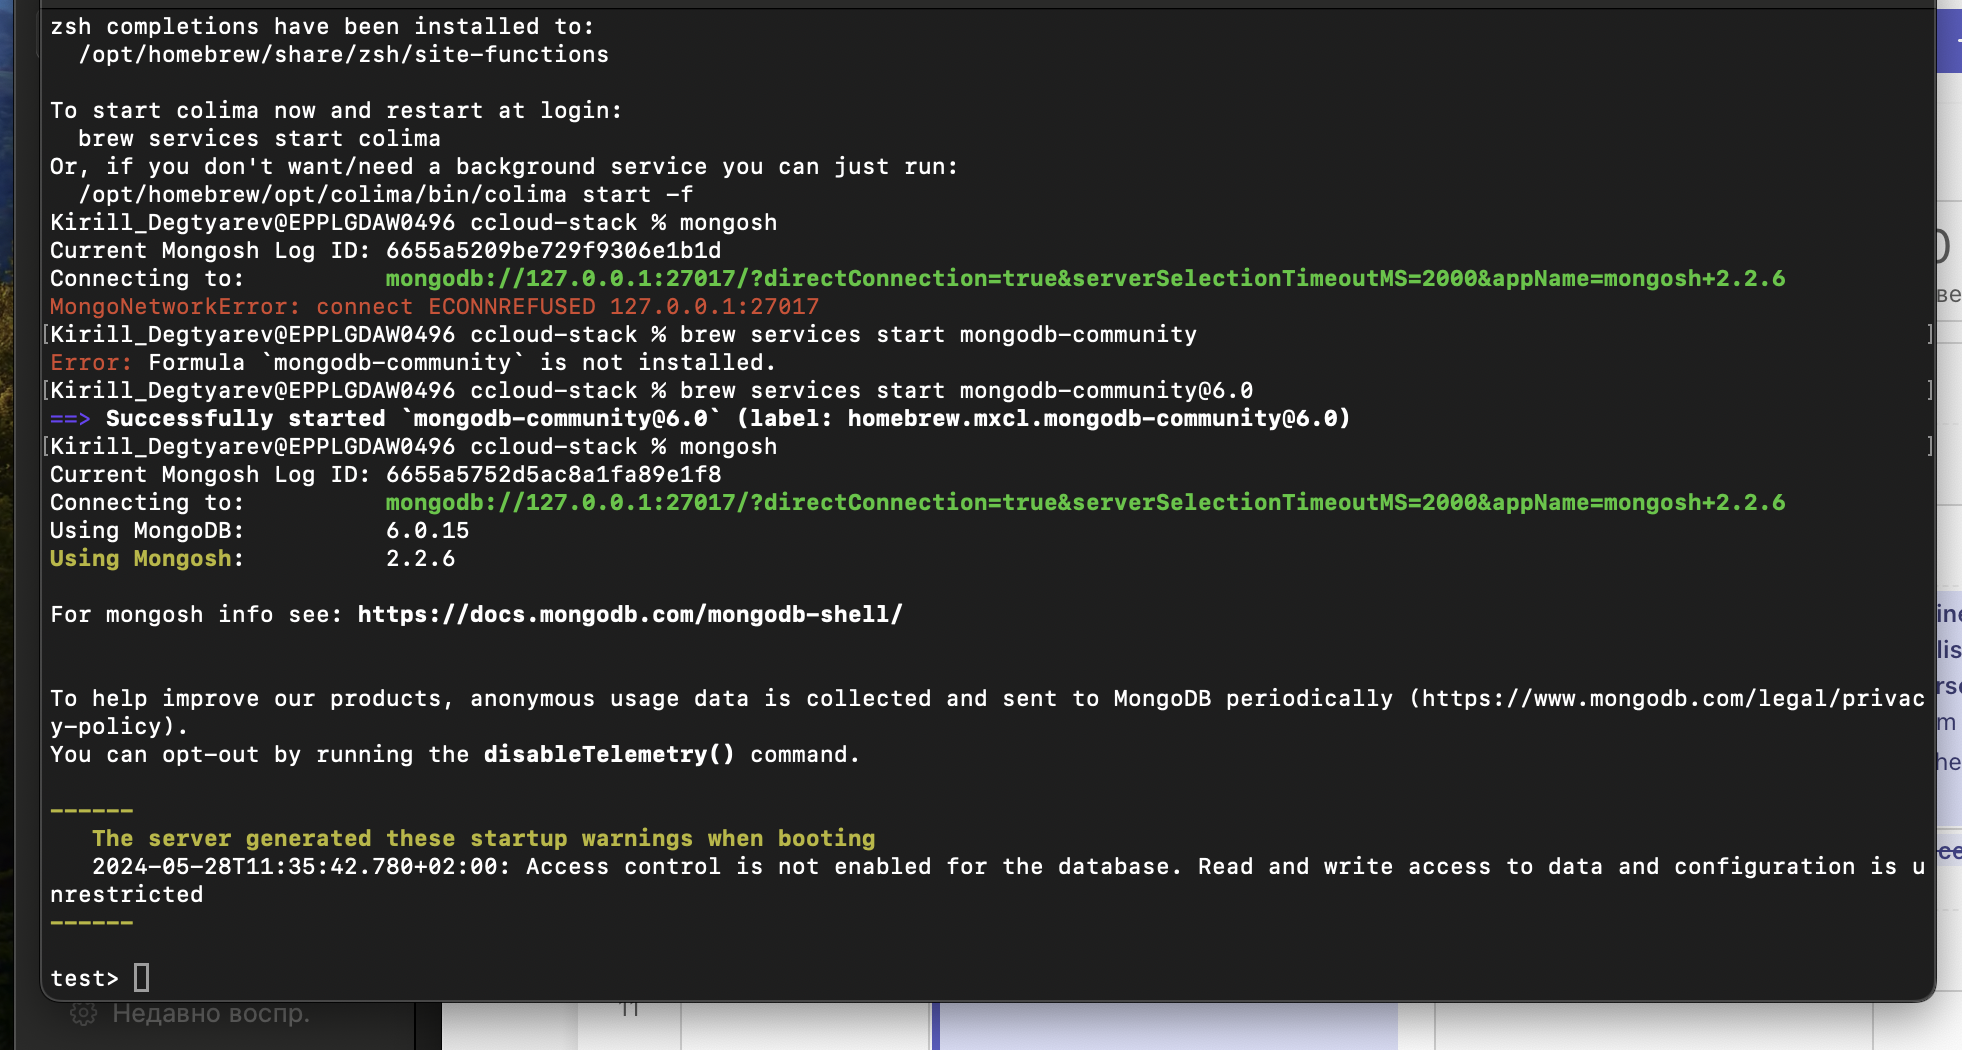 zsh completions have been installed to:
  /opt/homebrew/share/zsh/site-functions

To start colima now and restart at login:
  brew services start colima
Or, if you don't want/need a background service you can just run:
  /opt/homebrew/opt/colima/bin/colima start -f
Kirill_Degtyarev@EPPLGDAW0496 ccloud-stack % mongosh
Current Mongosh Log ID: 6655a5209be729f9306e1b1d
Connecting to:          mongodb://127.0.0.1:27017/?directConnection=true&serverSelectionTimeoutMS=2000&appName=mongosh+2.2.6
MongoNetworkError: connect ECONNREFUSED 127.0.0.1:27017
[Kirill_Degtyarev@EPPLGDAW0496 ccloud-stack % brew services start mongodb-community ]
Error: Formula `mongodb-community` is not installed.
[Kirill_Degtyarev@EPPLGDAW0496 ccloud-stack % brew services start mongodb-community@6.0 ]
==> Successfully started `mongodb-community@6.0` (label: homebrew.mxcl.mongodb-community@6.0)
[Kirill_Degtyarev@EPPLGDAW0496 ccloud-stack % mongosh ]
Current Mongosh Log ID: 6655a5752d5ac8a1fa89e1f8
Connecting to:          mongodb://127.0.0.1:27017/?directConnection=true&serverSelectionTimeoutMS=2000&appName=mongosh+2.2.6
Using MongoDB:          6.0.15
Using Mongosh:          2.2.6

For mongosh info see: https://docs.mongodb.com/mongodb-shell/

To help improve our products, anonymous usage data is collected and sent to MongoDB periodically (https://www.mongodb.com/legal/privac
y-policy).
You can opt-out by running the disableTelemetry() command.

------
   The server generated these startup warnings when booting
   2024-05-28T11:35:42.780+02:00: Access control is not enabled for the database. Read and write access to data and configuration is u
nrestricted
------

test>
Недавно воспр.
11